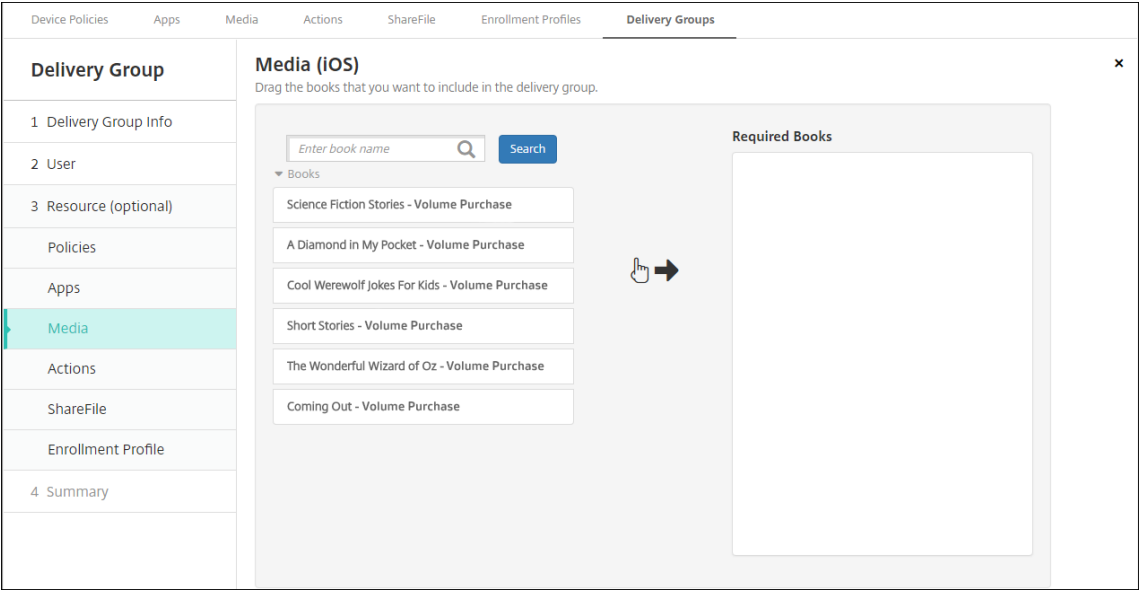 Device Policies Apps Media Actions ShareFile Enrollment Profiles Delivery Groups
Delivery Group
1 Delivery Group Info
2 User
3 Resource (optional)
Policies
Apps
Media
Actions
ShareFile
Enrollment Profile
4 Summary
Media (iOS)
Drag the books that you want to include in the delivery group.
Enter book name
Search
Books
Science Fiction Stories - Volume Purchase
A Diamond in My Pocket - Volume Purchase
Cool Werewolf Jokes For Kids - Volume Purchase
Short Stories - Volume Purchase
The Wonderful Wizard of Oz - Volume Purchase
Coming Out - Volume Purchase
Required Books